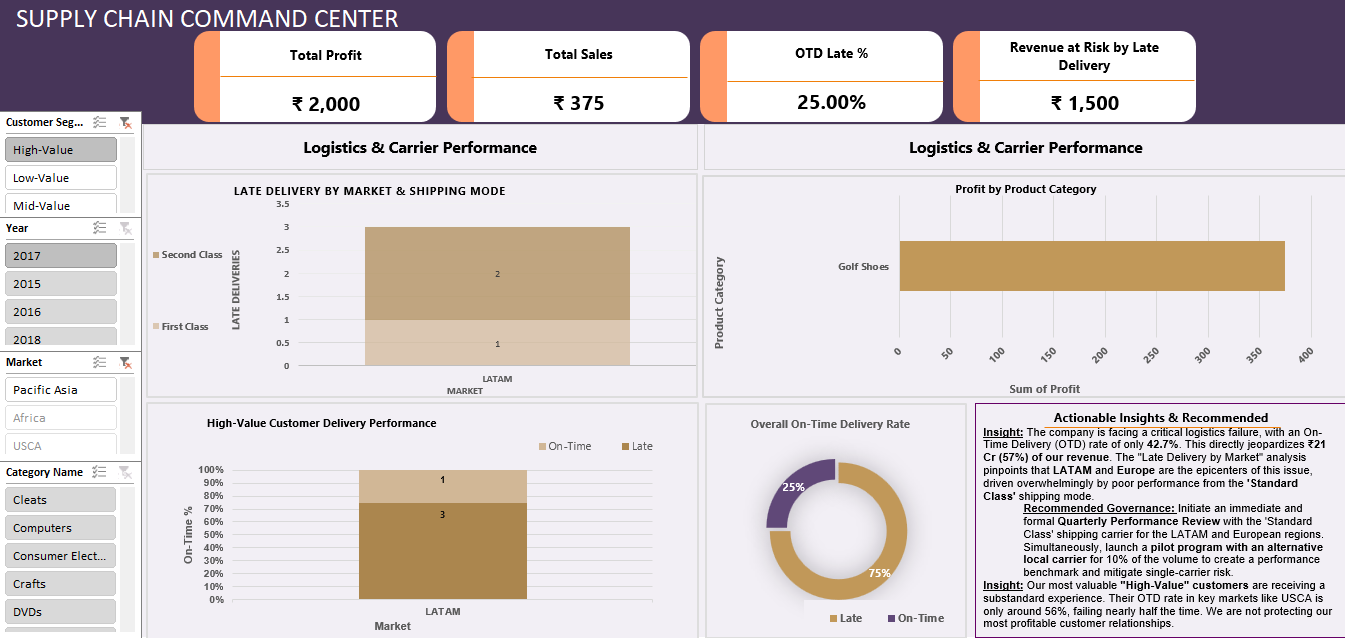 SUPPLY CHAIN COMMAND CENTER
Total Profit
₹ 2,000
Total Sales
₹ 375
OTD Late %
25.00%
Revenue at Risk by Late
Delivery
₹ 1,500
Customer Seg...
High-Value
Low-Value
Mid-Value
Year
2017
2015
2016
2018
Market
Pacific Asia
Africa
USCA
Category Name
Cleats
Computers
Consumer Elect...
Crafts
DVDs
Logistics & Carrier Performance
LATE DELIVERY BY MARKET & SHIPPING MODE
Second Class
First Class
LATE DELIVERIES
3.5
3
2.5
2
1.5
1
0.5
0
2
1
LATAM
MARKET
Logistics & Carrier Performance
Profit by Product Category
Product Category
Golf Shoes
0
50
100
150
200
250
300
350
400
Sum of Profit
High-Value Customer Delivery Performance
On-Time
Late
On-Time %
100%
90%
80%
70%
60%
50%
40%
30%
20%
10%
0%
1
3
LATAM
Market
Overall On-Time Delivery Rate
25%
75%
Late
On-Time
Actionable Insights & Recommended
Insight: The company is facing a critical logistics failure, with an On-
Time Delivery (OTD) rate of only 42.7%. This directly jeopardizes ₹21
Cr (57%) of our revenue. The "Late Delivery by Market" analysis
pinpoints that LATAM and Europe are the epicenters of this issue,
driven overwhelmingly by poor performance from the 'Standard
Class' shipping mode.
Recommended Governance: Initiate an immediate and
formal Quarterly Performance Review with the 'Standard
Class' shipping carrier for the LATAM and European regions.
Simultaneously, launch a pilot program with an alternative
local carrier for 10% of the volume to create a performance
benchmark and mitigate single-carrier risk.
Insight: Our most valuable "High-Value" customers are receiving a
substandard experience. Their OTD rate in key markets like USCA is
only around 56%, failing nearly half the time. We are not protecting our
most profitable customer relationships.